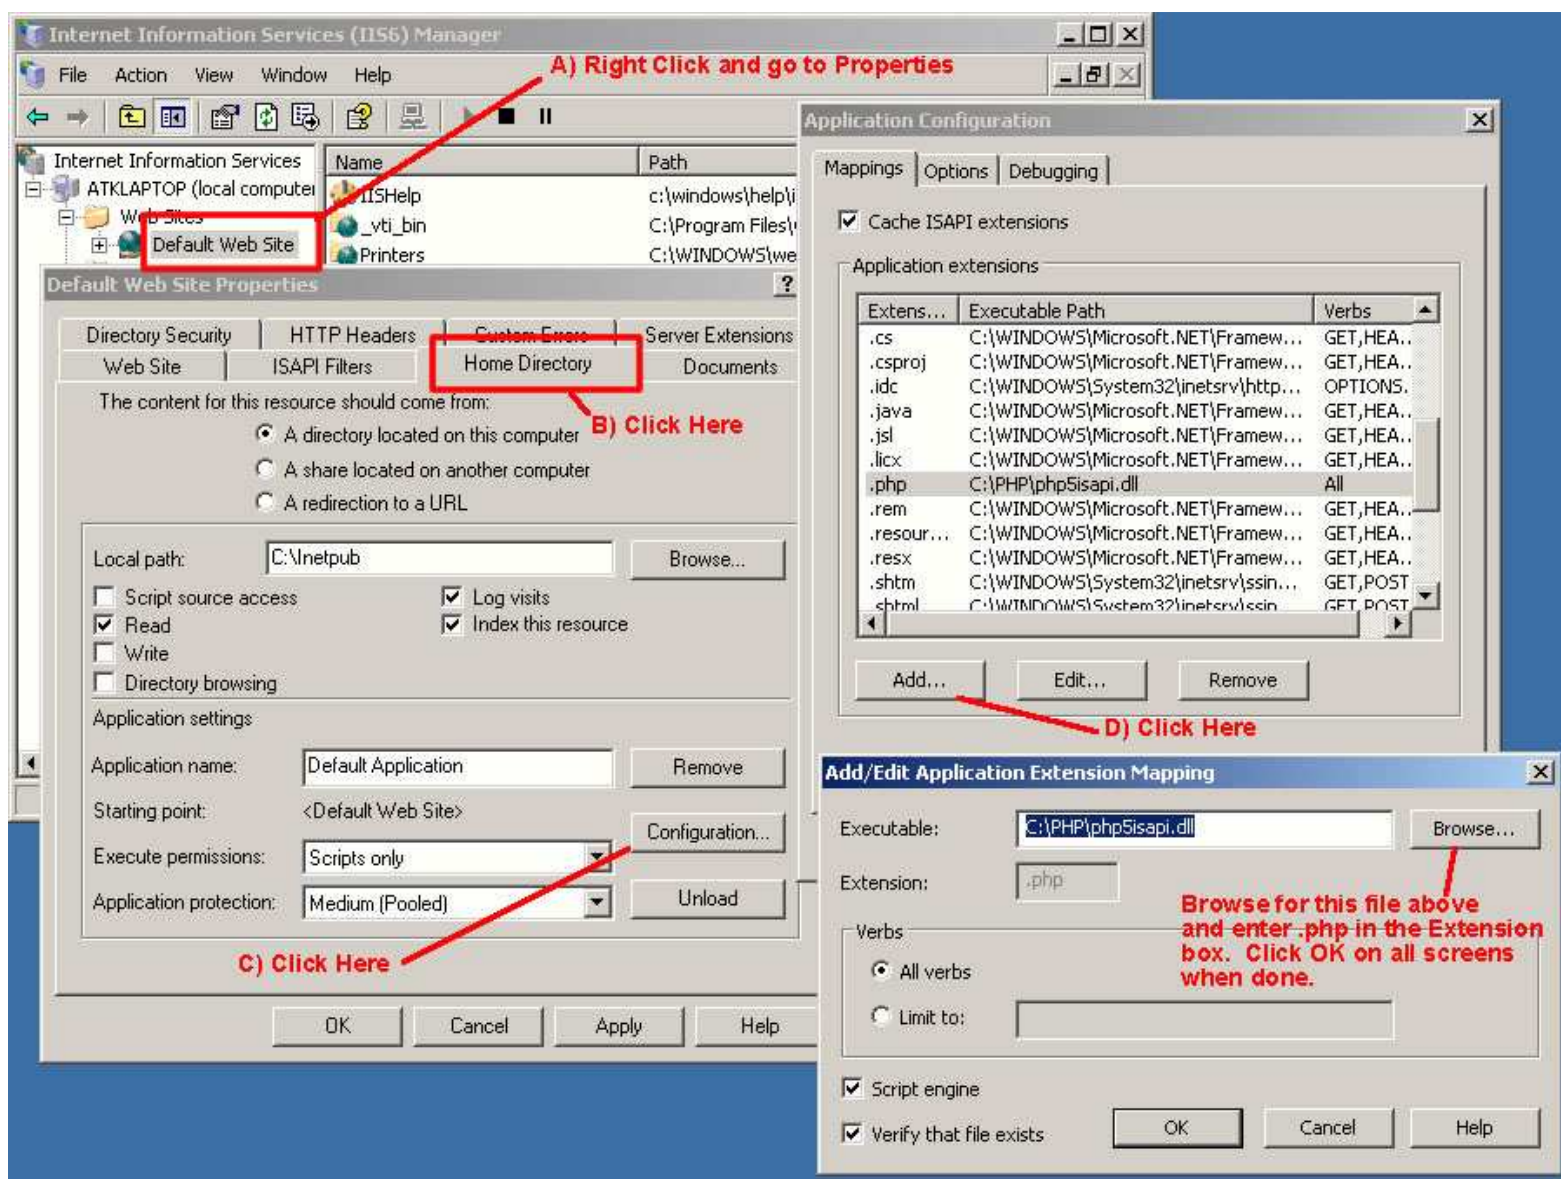 Internet Information Services (IIS6) Manager
File Action View Window Help
A) Right Click and go to Properties
Internet Information Services
ATKLAPTOP (local computer
Web Sites
Default Web Site
Name Path
IISHelp c:\windows\help\i
_vti_bin C:\Program Files\
Printers C:\WINDOWS\we
Default Web Site Properties
Directory Security HTTP Headers Custom Errors Server Extensions
Web Site ISAPI Filters Home Directory Documents
B) Click Here
The content for this resource should come from:
A directory located on this computer
A share located on another computer
A redirection to a URL
Local path: C:\Inetpub Browse...
Script source access Log visits
Read Index this resource
Write
Directory browsing
Application settings
Application name: Default Application Remove
Starting point: <Default Web Site>
Configuration...
Execute permissions: Scripts only
Application protection: Medium (Pooled) Unload
C) Click Here
OK Cancel Apply Help
Application Configuration
Mappings Options Debugging
Cache ISAPI extensions
Application extensions
Extens... Executable Path Verbs
.cs C:\WINDOWS\Microsoft.NET\Framew... GET,HEA..
.csproj C:\WINDOWS\Microsoft.NET\Framew... GET,HEA..
.idc C:\WINDOWS\System32\inetsrv\http... OPTIONS.
.java C:\WINDOWS\Microsoft.NET\Framew... GET,HEA..
.jsl C:\WINDOWS\Microsoft.NET\Framew... GET,HEA..
.licx C:\WINDOWS\Microsoft.NET\Framew... GET,HEA..
.php C:\PHP\php5isapi.dll All
.rem C:\WINDOWS\Microsoft.NET\Framew... GET,HEA..
.resour... C:\WINDOWS\Microsoft.NET\Framew... GET,HEA..
.resx C:\WINDOWS\Microsoft.NET\Framew... GET,HEA..
.shtm C:\WINDOWS\System32\inetsrv\ssin... GET,POST
.shtml C:\WINDOWS\System32\inetsrv\ssin... GET,POST
Add... Edit... Remove
D) Click Here
Add/Edit Application Extension Mapping
Executable: C:\PHP\php5isapi.dll Browse...
Extension: .php
Browse for this file above
and enter .php in the Extension
box. Click OK on all screens
when done.
Verbs
All verbs
Limit to:
Script engine
Verify that file exists
OK Cancel Help